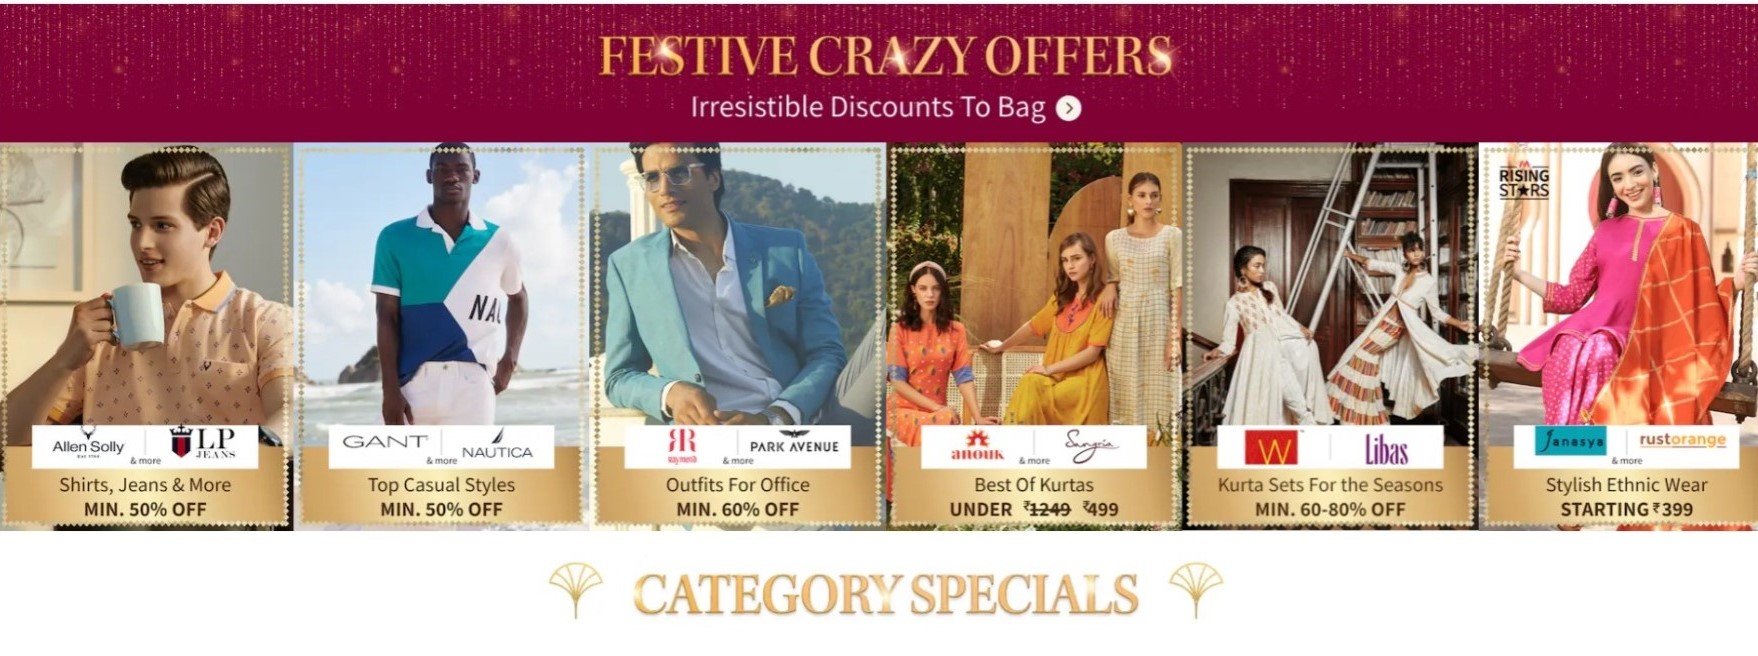 FESTIVE CRAZY OFFERS
Irresistible Discounts To Bag
NAU
Allen Solly
& more
LP
JEANS
Shirts, Jeans & More
MIN. 50% OFF
GANT
& more
NAUTICA
Top Casual Styles
MIN. 50% OFF
raymond
& more
PARK AVENUE
Outfits For Office
MIN. 60% OFF
anouk
& more
Sangria
Best Of Kurtas
UNDER ₹1249 ₹499
W
Libas
Kurta Sets For the Seasons
MIN. 60-80% OFF
RISING
STARS
Janasya
& more
rustorange
Stylish Ethnic Wear
STARTING ₹399
CATEGORY SPECIALS